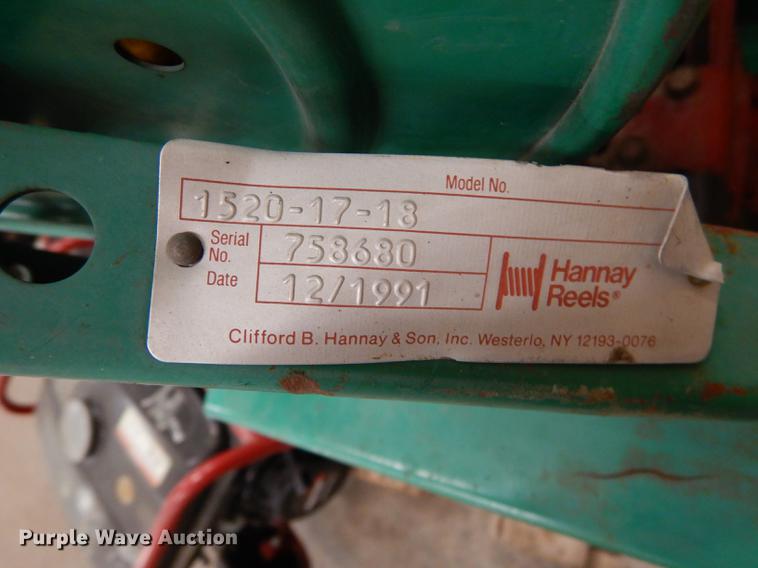 Model No.
1520-17-18
Serial No.
758680
Date
12/1991
Hannay
Reels®
Clifford B. Hannay & Son, Inc. Westerlo, NY 12193-0076
Purple Wave Auction